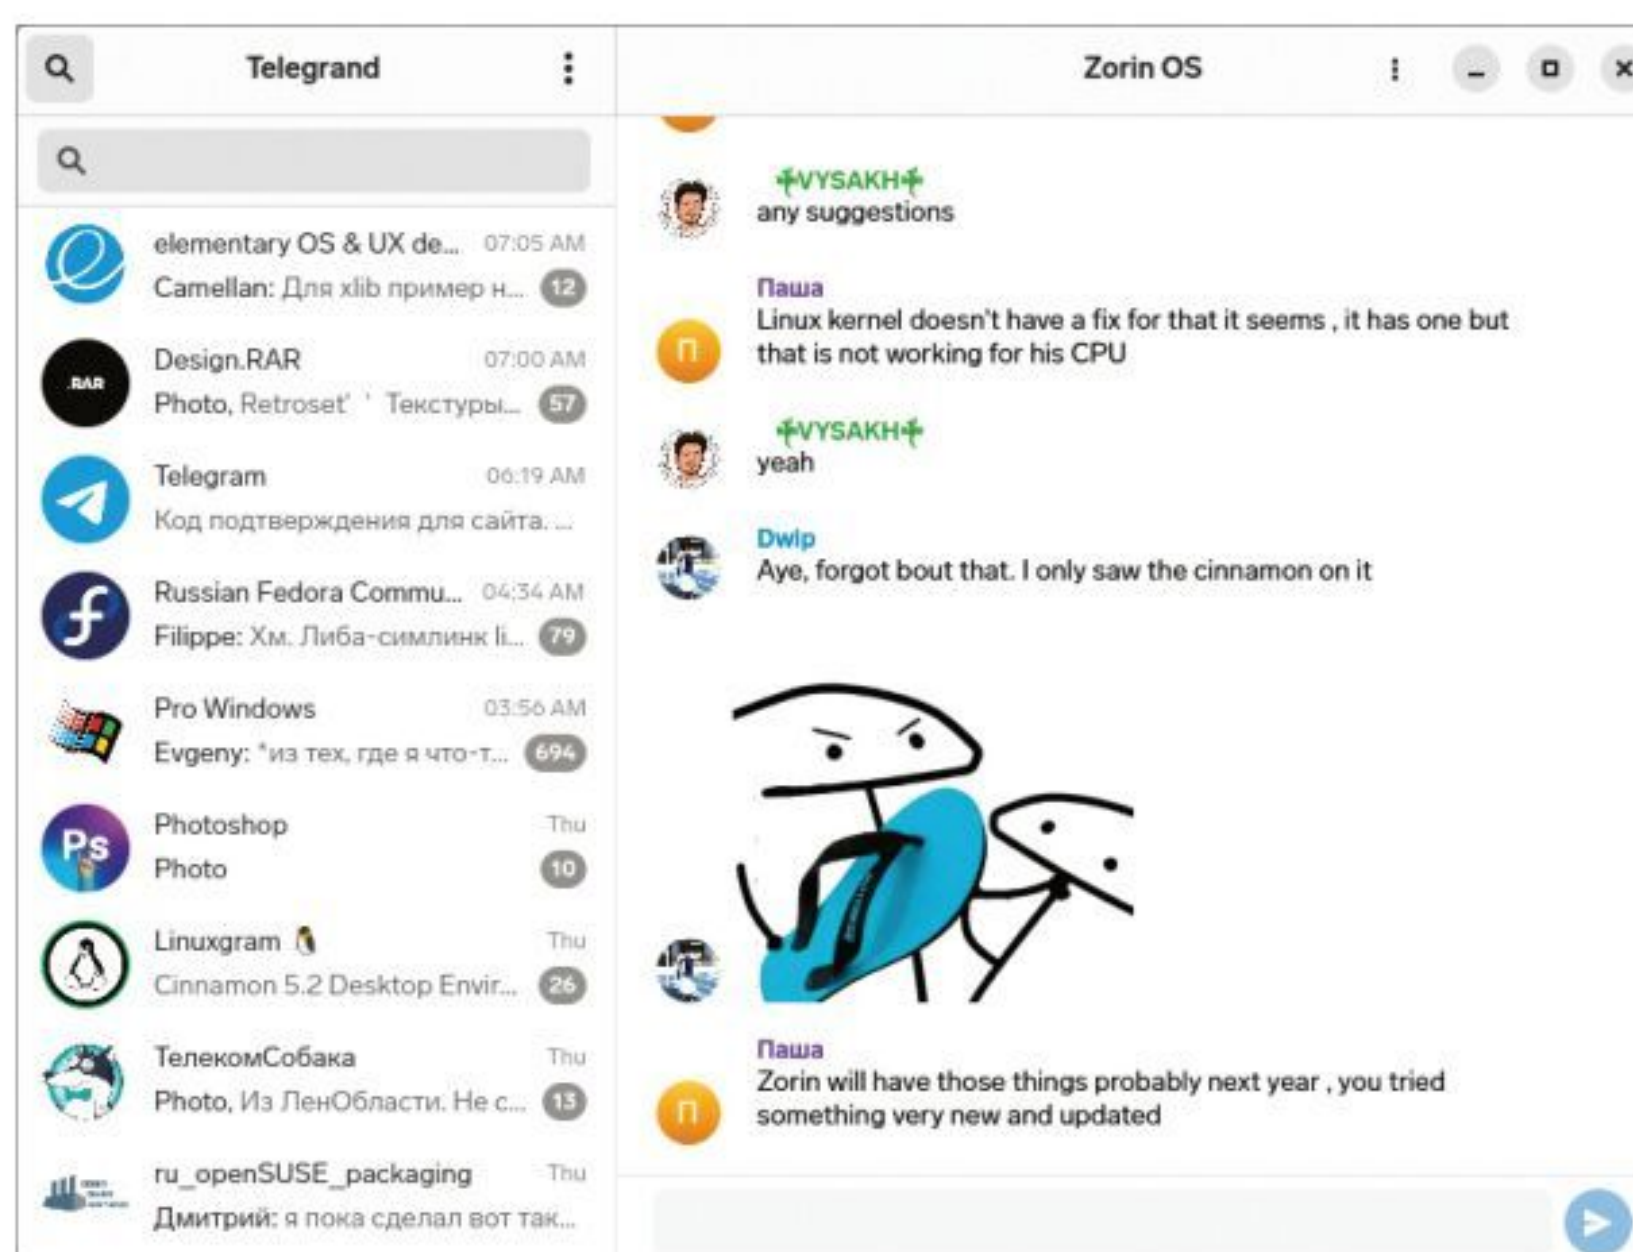 Telegrand
elementary OS & UX de... 07:05 AM
Camellan: Для xlib пример н... 12
.RAR
Design.RAR 07:00 AM
Photo, Retroset' ' Текстуры... 57
Telegram 06:19 AM
Код подтверждения для сайта. ...
Russian Fedora Commu... 04:34 AM
Filippe: Хм. Либа-симлинк li... 79
Pro Windows 03:56 AM
Evgeny: *из тех, где я что-т... 694
Ps
Photoshop Thu
Photo 10
Linuxgram 🐧 Thu
Cinnamon 5.2 Desktop Envir... 26
ТелекомСобака Thu
Photo, Из ЛенОбласти. Не с... 13
ru_openSUSE_packaging Thu
Дмитрий: я пока сделал вот так...
Zorin OS
VYSAKH
any suggestions
Паша
П
Linux kernel doesn't have a fix for that it seems , it has one but
that is not working for his CPU
VYSAKH
yeah
Dwip
Aye, forgot bout that. I only saw the cinnamon on it
Паша
П
Zorin will have those things probably next year , you tried
something very new and updated